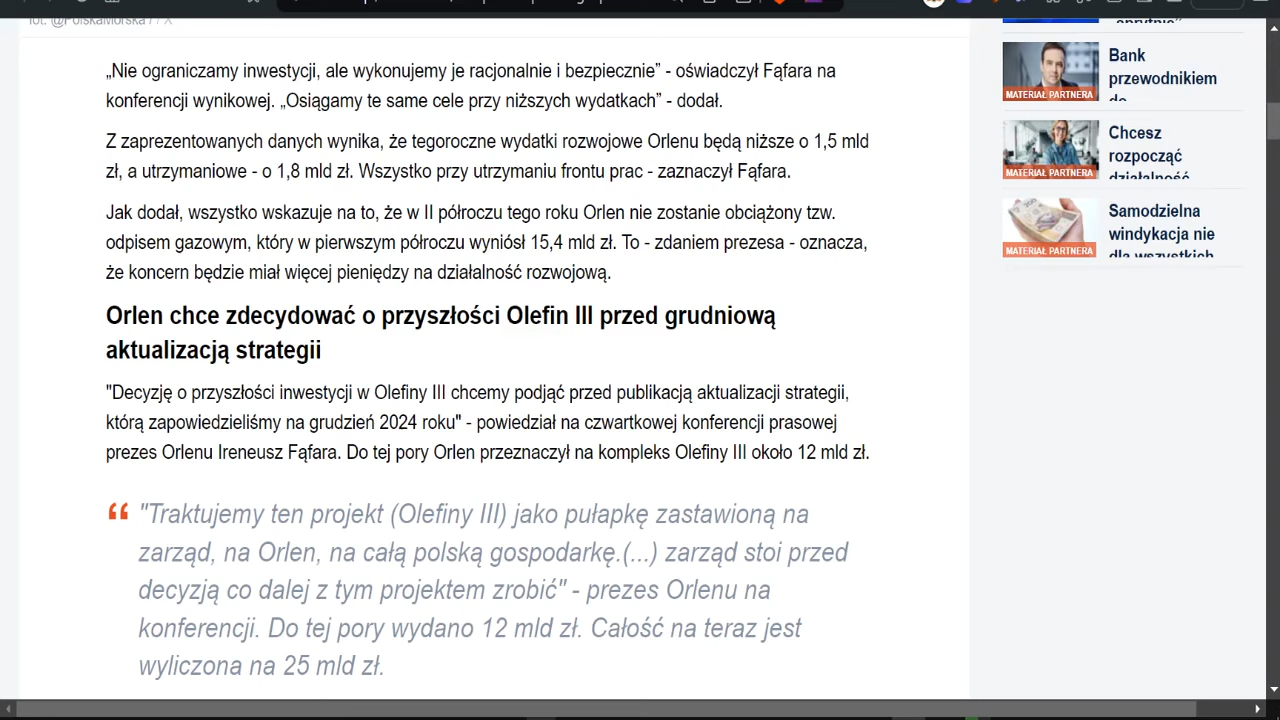 fot. @PolskaMorska / / X
„Nie ograniczamy inwestycji, ale wykonujemy je racjonalnie i bezpiecznie” - oświadczył Fąfara na
konferencji wynikowej. „Osiągamy te same cele przy niższych wydatkach” - dodał.
Z zaprezentowanych danych wynika, że tegoroczne wydatki rozwojowe Orlenu będą niższe o 1,5 mld
zł, a utrzymaniowe - o 1,8 mld zł. Wszystko przy utrzymaniu frontu prac - zaznaczył Fąfara.
Jak dodał, wszystko wskazuje na to, że w II półroczu tego roku Orlen nie zostanie obciążony tzw.
odpisem gazowym, który w pierwszym półroczu wyniósł 15,4 mld zł. To - zdaniem prezesa - oznacza,
że koncern będzie miał więcej pieniędzy na działalność rozwojową.
Orlen chce zdecydować o przyszłości Olefin III przed grudniową
aktualizacją strategii
"Decyzję o przyszłości inwestycji w Olefiny III chcemy podjąć przed publikacją aktualizacji strategii,
którą zapowiedzieliśmy na grudzień 2024 roku" - powiedział na czwartkowej konferencji prasowej
prezes Orlenu Ireneusz Fąfara. Do tej pory Orlen przeznaczył na kompleks Olefiny III około 12 mld zł.
“ "Traktujemy ten projekt (Olefiny III) jako pułapkę zastawioną na
zarząd, na Orlen, na całą polską gospodarkę.(...) zarząd stoi przed
decyzją co dalej z tym projektem zrobić" - prezes Orlenu na
konferencji. Do tej pory wydano 12 mld zł. Całość na teraz jest
wyliczona na 25 mld zł.
Bank
przewodnikiem
do
MATERIAŁ PARTNERA
Chcesz
rozpocząć
działalność
MATERIAŁ PARTNERA
Samodzielna
windykacja nie
dla wszystkich
MATERIAŁ PARTNERA